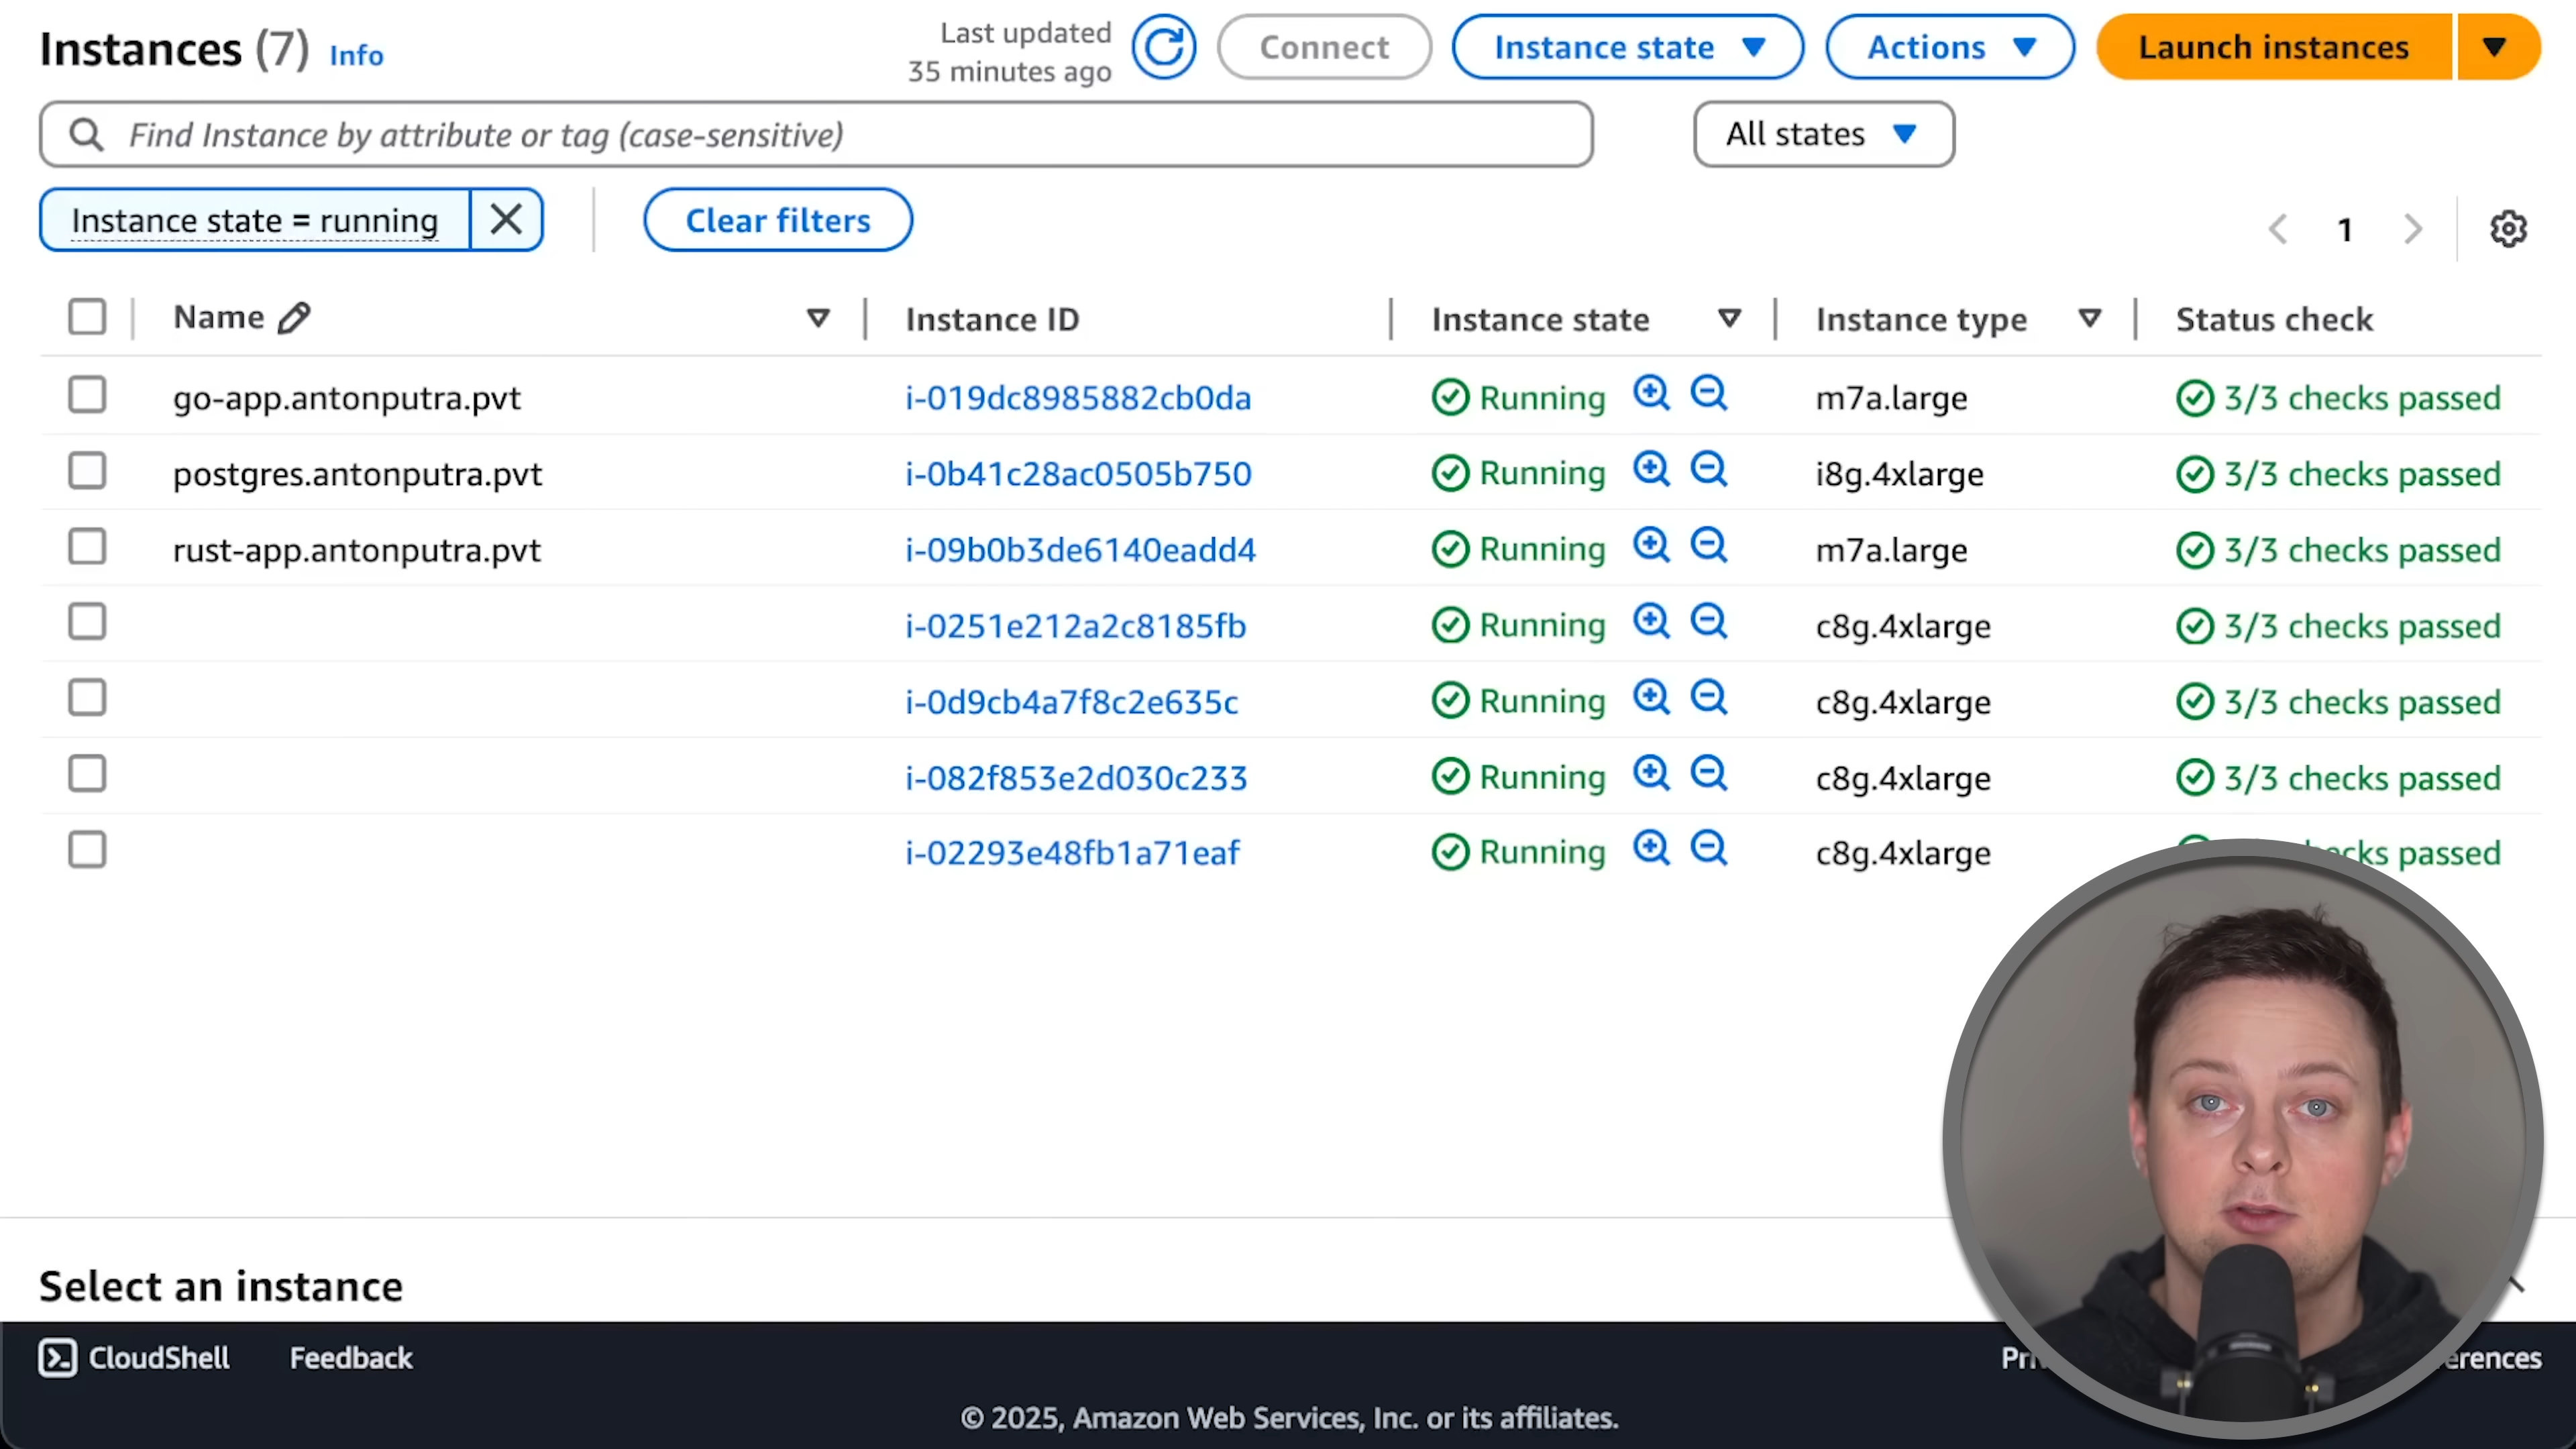 Instances (7) Info
Last updated
35 minutes ago
Connect
Instance state
Actions
Launch instances
Find Instance by attribute or tag (case-sensitive)
All states
Instance state = running
Clear filters
1
Name Instance ID Instance state Instance type Status check
go-app.antonputra.pvt i-019dc8985882cb0da Running m7a.large 3/3 checks passed
postgres.antonputra.pvt i-0b41c28ac0505b750 Running i8g.4xlarge 3/3 checks passed
rust-app.antonputra.pvt i-09b0b3de6140eadd4 Running m7a.large 3/3 checks passed
i-0251e212a2c8185fb Running c8g.4xlarge 3/3 checks passed
i-0d9cb4a7f8c2e635c Running c8g.4xlarge 3/3 checks passed
i-082f853e2d030c233 Running c8g.4xlarge 3/3 checks passed
i-02293e48fb1a71eaf Running c8g.4xlarge passed
Select an instance
CloudShell Feedback
© 2025, Amazon Web Services, Inc. or its affiliates.